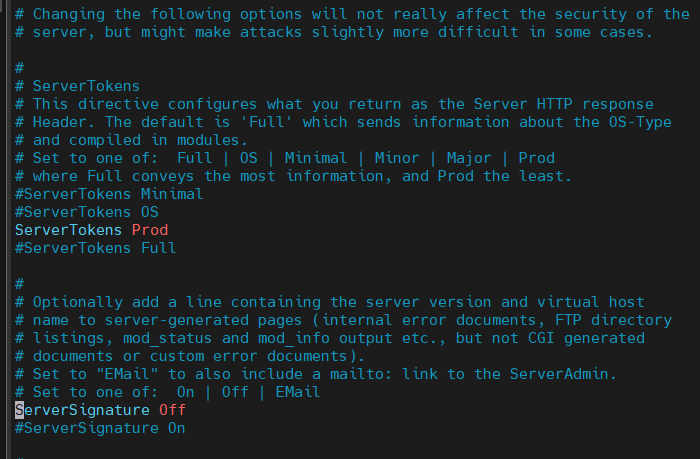 # Changing the following options will not really affect the security of the
# server, but might make attacks slightly more difficult in some cases.
#
# ServerTokens
# This directive configures what you return as the Server HTTP response
# Header. The default is 'Full' which sends information about the OS-Type
# and compiled in modules.
# Set to one of:  Full | OS | Minimal | Minor | Major | Prod
# where Full conveys the most information, and Prod the least.
#ServerTokens Minimal
#ServerTokens OS
ServerTokens Prod
#ServerTokens Full
#
# Optionally add a line containing the server version and virtual host
# name to server-generated pages (internal error documents, FTP directory
# listings, mod_status and mod_info output etc., but not CGI generated
# documents or custom error documents).
# Set to "EMail" to also include a mailto: link to the ServerAdmin.
# Set to one of:  On | Off | EMail
ServerSignature Off
#ServerSignature On